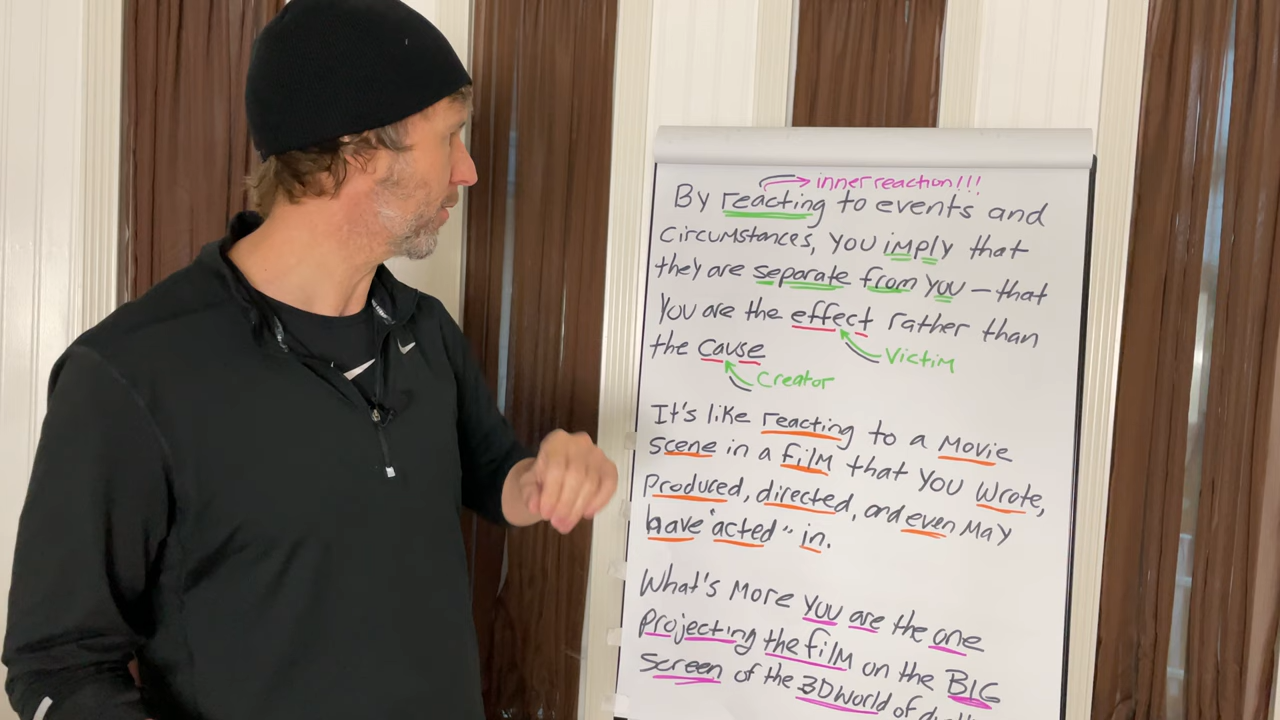 inner reaction!!!
By reacting to events and
circumstances, you imply that
they are separate from you – that
you are the effect rather than
Victim
the cause
Creator
It's like reacting to a movie
scene in a film that you wrote,
produced, directed, and even may
have "acted" in.
What's more you are the one
projecting the film on the BIG
screen of the 3D world of